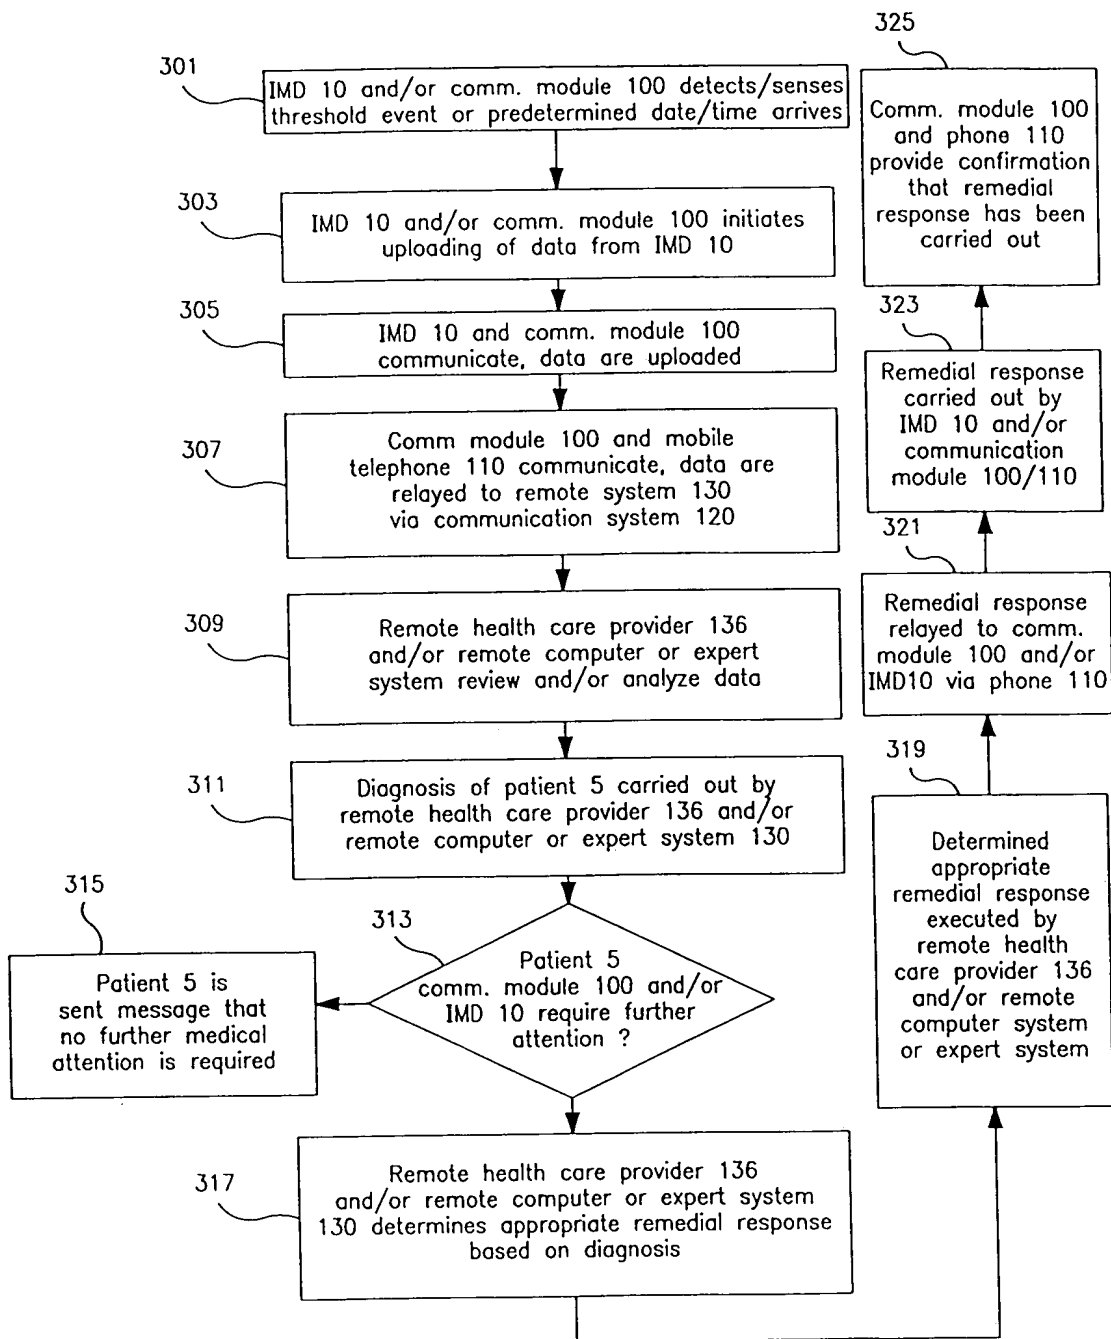 301
IMD 10 and/or comm. module 100 detects/senses
threshold event or predetermined date/time arrives
303
IMD 10 and/or comm. module 100 initiates
uploading of data from IMD 10
305
IMD 10 and comm. module 100
communicate, data are uploaded
307
Comm module 100 and mobile
telephone 110 communicate, data are
relayed to remote system 130
via communication system 120
309
Remote health care provider 136
and/or remote computer or expert
system review and/or analyze data
311
Diagnosis of patient 5 carried out by
remote health care provider 136 and/or
remote computer or expert system 130
313
Patient 5
comm. module 100 and/or
IMD 10 require further
attention ?
315
Patient 5 is
sent message that
no further medical
attention is required
317
Remote health care provider 136
and/or remote computer or expert system
130 determines appropriate remedial response
based on diagnosis
319
Determined
appropriate
remedial response
executed by
remote health
care provider 136
and/or remote
computer system
or expert system
321
Remedial response
relayed to comm.
module 100 and/or
IMD10 via phone 110
323
Remedial response
carried out by
IMD 10 and/or
communication
module 100/110
325
Comm. module 100
and phone 110
provide confirmation
that remedial
response has been
carried out